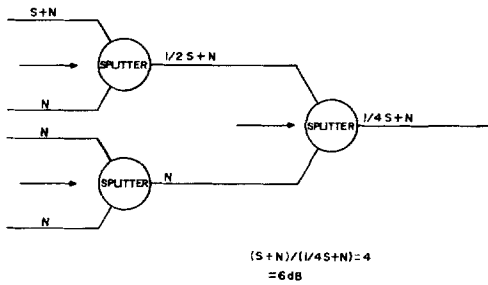 S+N
SPLITTER
1/2 S+N
N
N
SPLITTER
1/4 S+N
SPLITTER
N
N
(S+N)/(1/4S+N)=4
=6dB